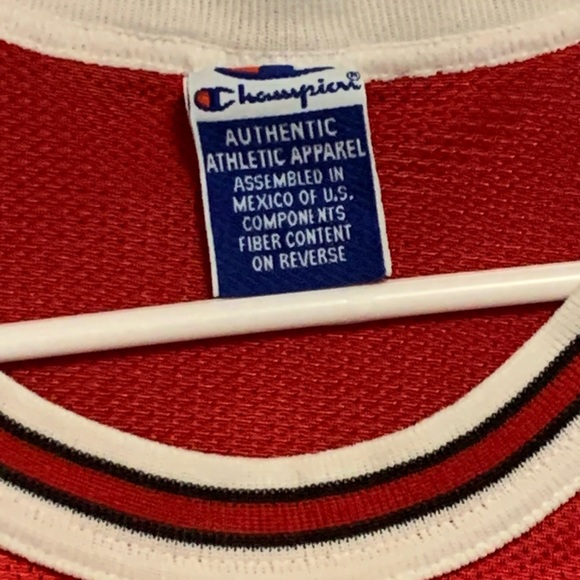 Champion
AUTHENTIC
ATHLETIC APPAREL
ASSEMBLED IN
MEXICO OF U.S.
COMPONENTS
FIBER CONTENT
ON REVERSE